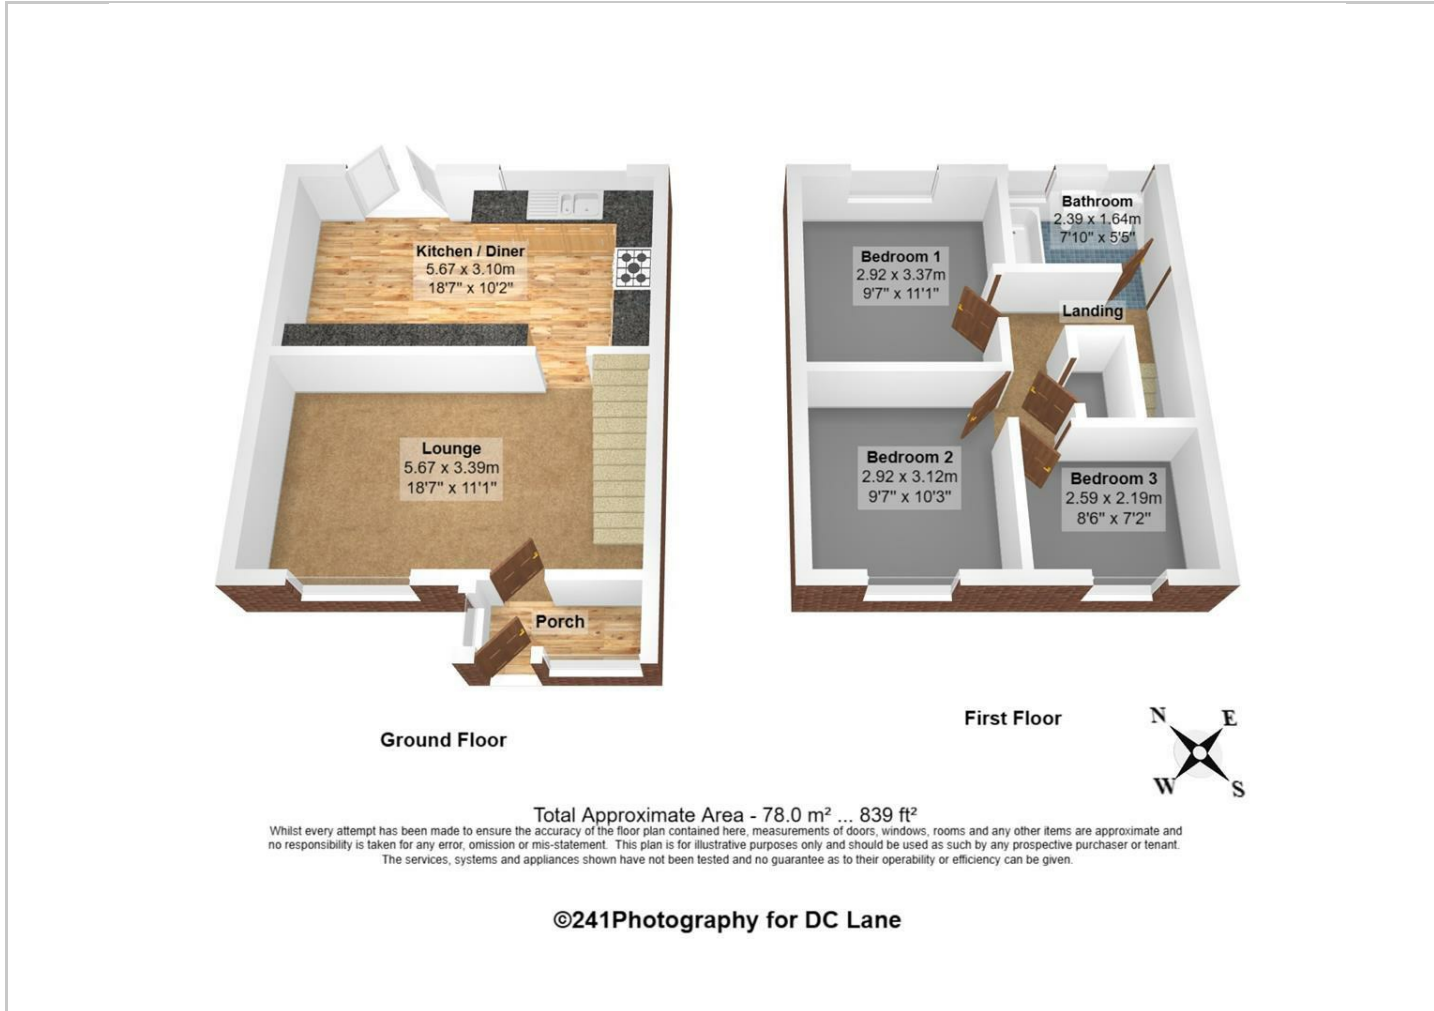 Kitchen / Diner
5.67 x 3.10m
18'7" x 10'2"
Lounge
5.67 x 3.39m
18'7" x 11'1"
Porch
Ground Floor
Bathroom
2.39 x 1.64m
7'10" x 5'5"
Bedroom 1
2.92 x 3.37m
9'7" x 11'1"
Landing
Bedroom 2
2.92 x 3.12m
9'7" x 10'3"
Bedroom 3
2.59 x 2.19m
8'6" x 7'2"
First Floor
N E
W S
Total Approximate Area - 78.0 m² ... 839 ft²
Whilst every attempt has been made to ensure the accuracy of the floor plan contained here, measurements of doors, windows, rooms and any other items are approximate and
no responsibility is taken for any error, omission or mis-statement. This plan is for illustrative purposes only and should be used as such by any prospective purchaser or tenant.
The services, systems and appliances shown have not been tested and no guarantee as to their operability or efficiency can be given.
©241Photography for DC Lane